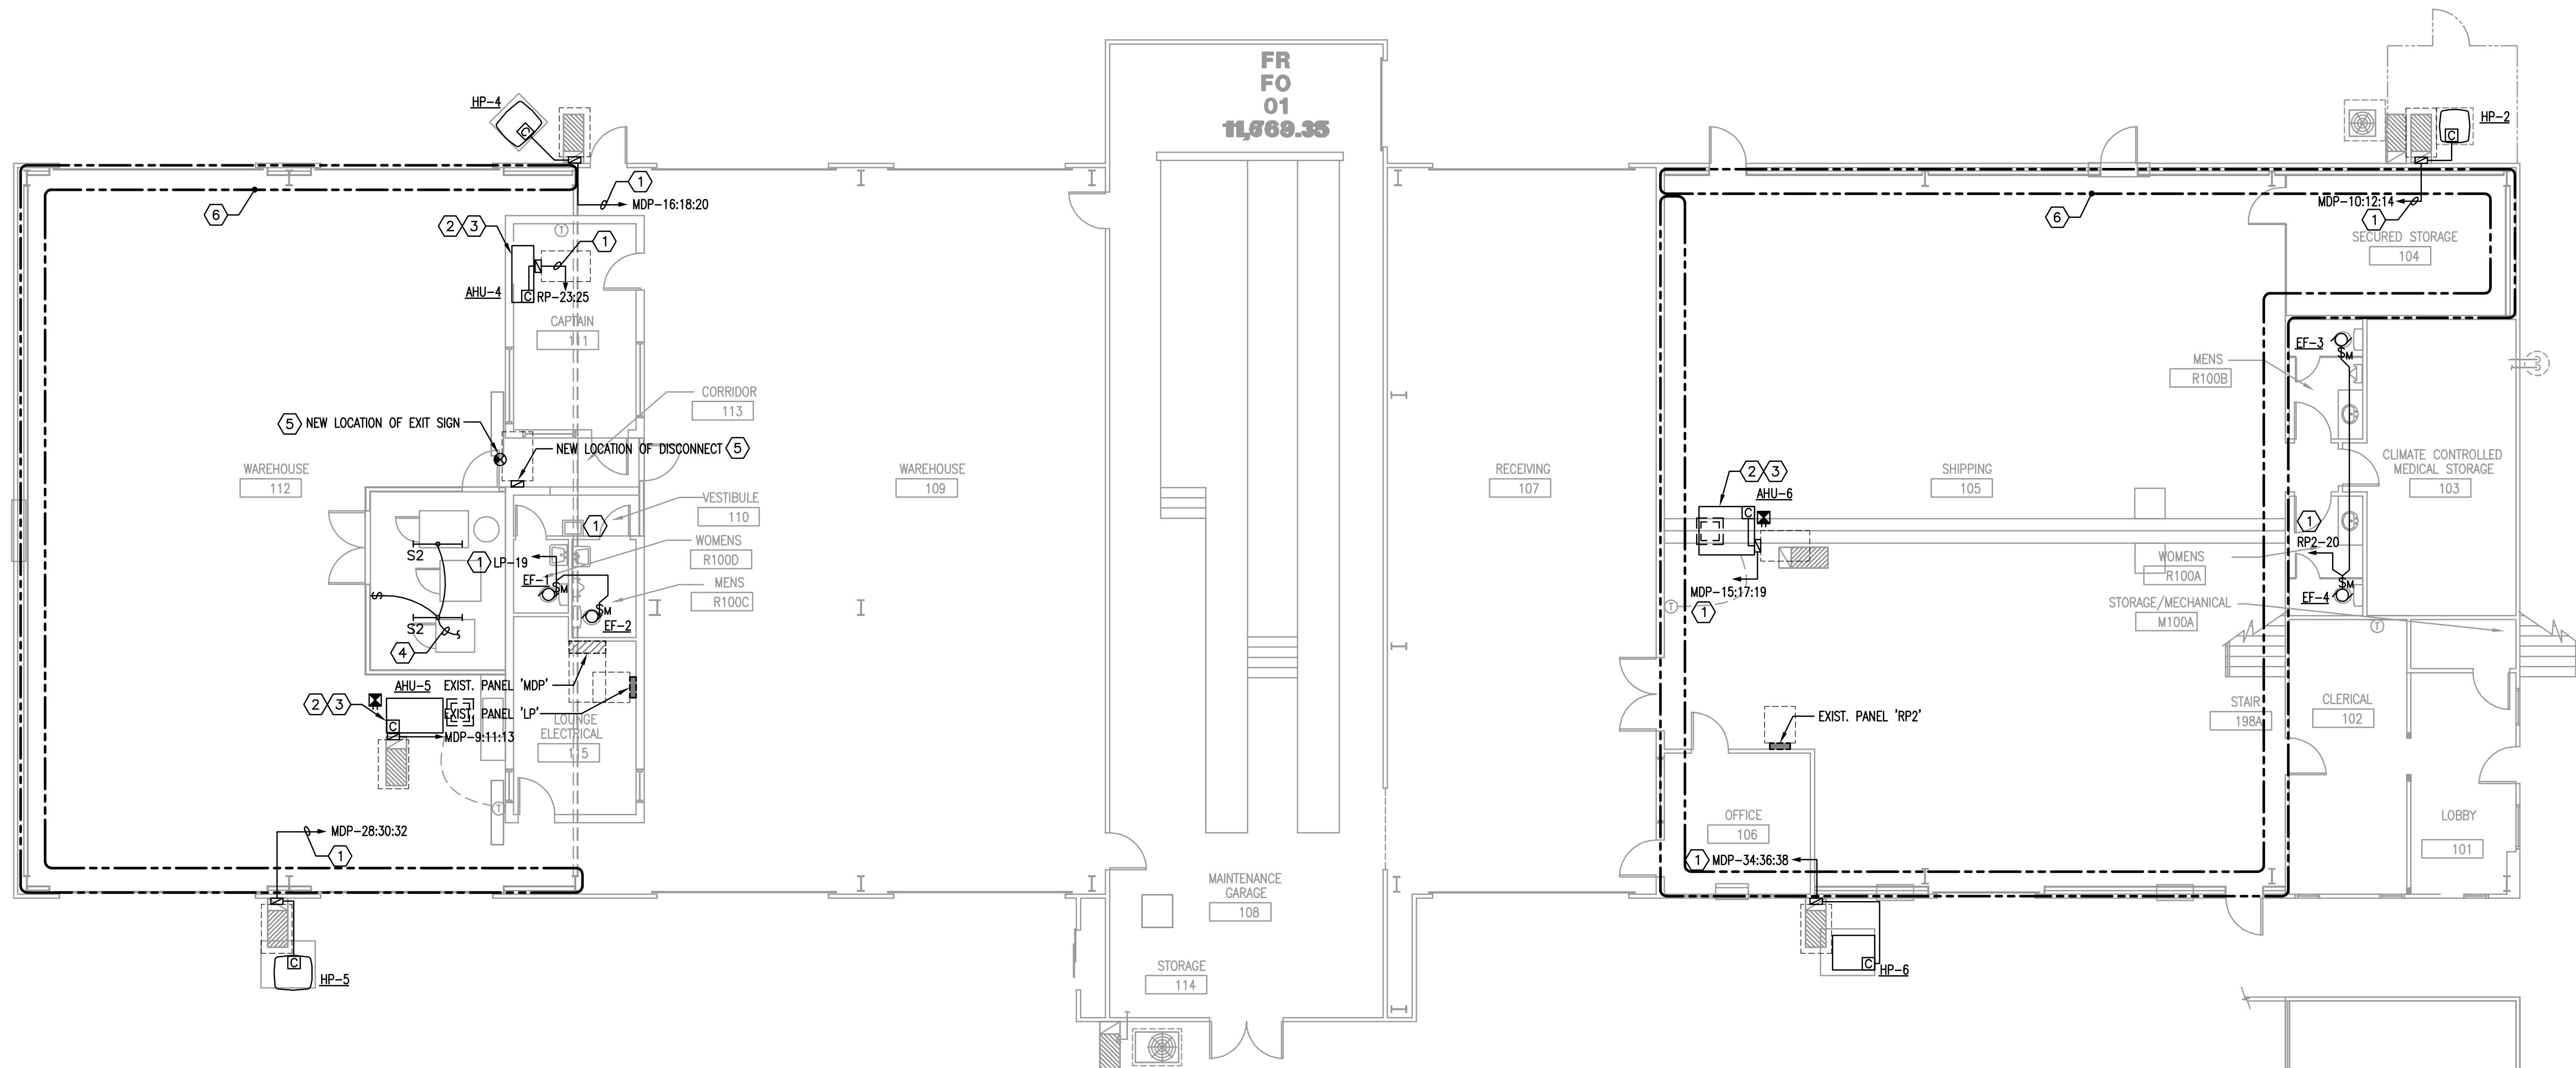 FR
FO
01
HP-4
C
HP-2
C
1
MDP-16:18:20
6
6
MDP-10:12:14
1
SECURED STORAGE
104
2 3
T
1
AHU-4
C
RP-23:25
CAPTAIN
111
EF-3
$M
MENS
R100B
CORRIDOR
113
5 NEW LOCATION OF EXIT SIGN
NEW LOCATION OF DISCONNECT 5
WAREHOUSE
112
WAREHOUSE
109
RECEIVING
107
2 3
AHU-6
C
SHIPPING
105
CLIMATE CONTROLLED
MEDICAL STORAGE
103
VESTIBULE
110
1
1
RP2-20
WOMENS
R100D
S2
1 LP-19
EF-1
$M
MENS
R100C
$M
EF-2
S2
4
MDP-15:17:19
1
T
WOMENS
R100A
$M
EF-4
STORAGE/MECHANICAL
M100A
T
AHU-5
EXIST. PANEL 'MDP'
2 3
C
EXIST. PANEL 'LP'
MDP-9:11:13
LOUNGE
ELECTRICAL
115
T
EXIST. PANEL 'RP2'
STAIR
198A
CLERICAL
102
MDP-28:30:32
1
OFFICE
106
LOBBY
101
1 MDP-34:36:38
MAINTENANCE
GARAGE
108
C
HP-5
STORAGE
114
C
HP-6